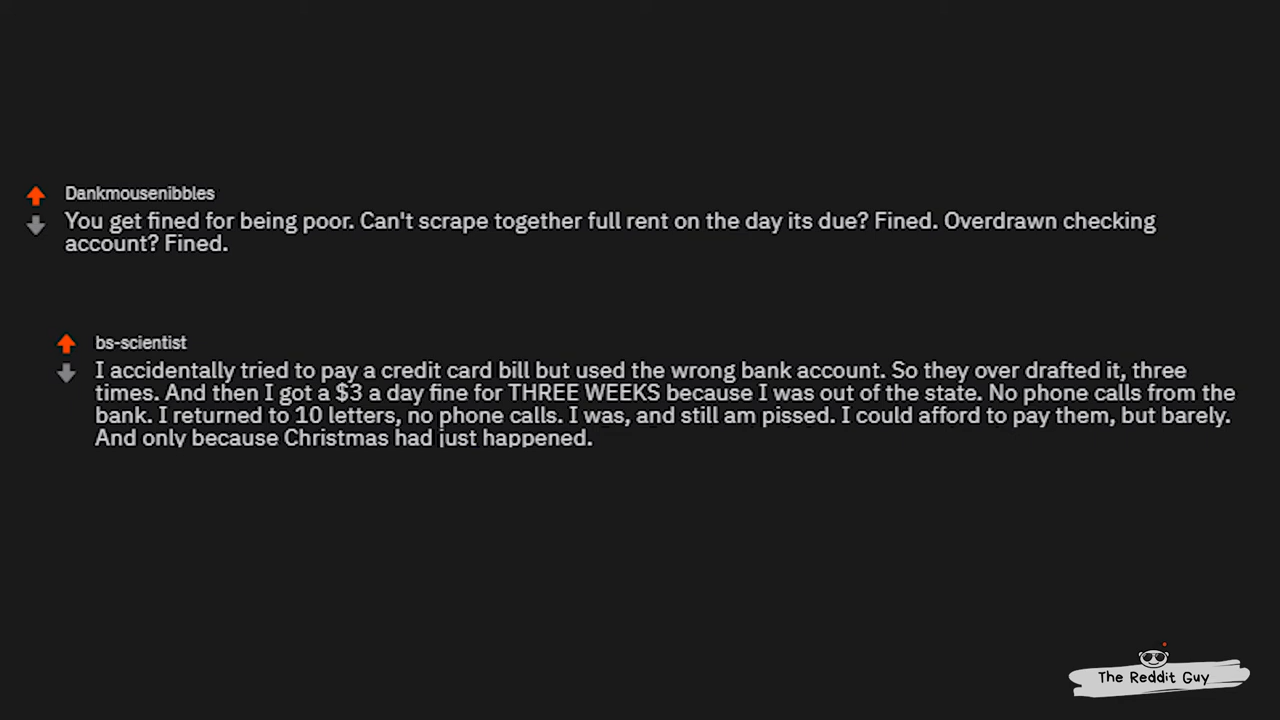 Dankmousenibbles
You get fined for being poor. Can't scrape together full rent on the day its due? Fined. Overdrawn checking
account? Fined.
bs-scientist
I accidentally tried to pay a credit card bill but used the wrong bank account. So they over drafted it, three
times. And then I got a $3 a day fine for THREE WEEKS because I was out of the state. No phone calls from the
bank. I returned to 10 letters, no phone calls. I was, and still am pissed. I could afford to pay them, but barely.
And only because Christmas had just happened.
The Reddit Guy